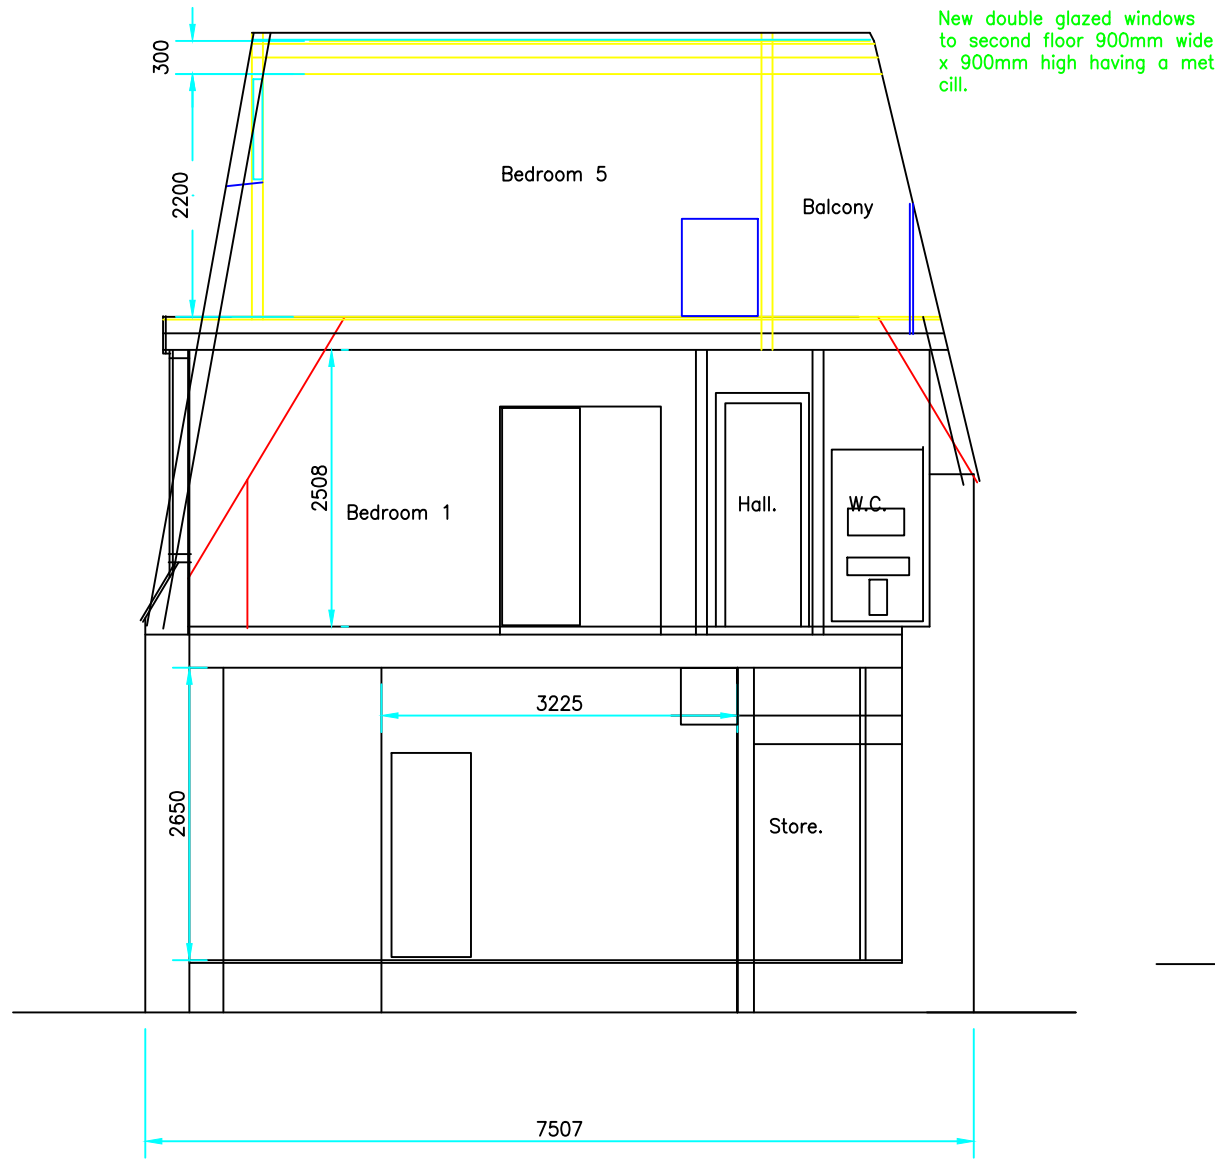 New double glazed windows
to second floor 900mm wide
x 900mm high having a met
cill.
300
2200
Bedroom 5
Balcony
2508
Bedroom 1
Hall.
W.C.
3225
2650
Store.
7507